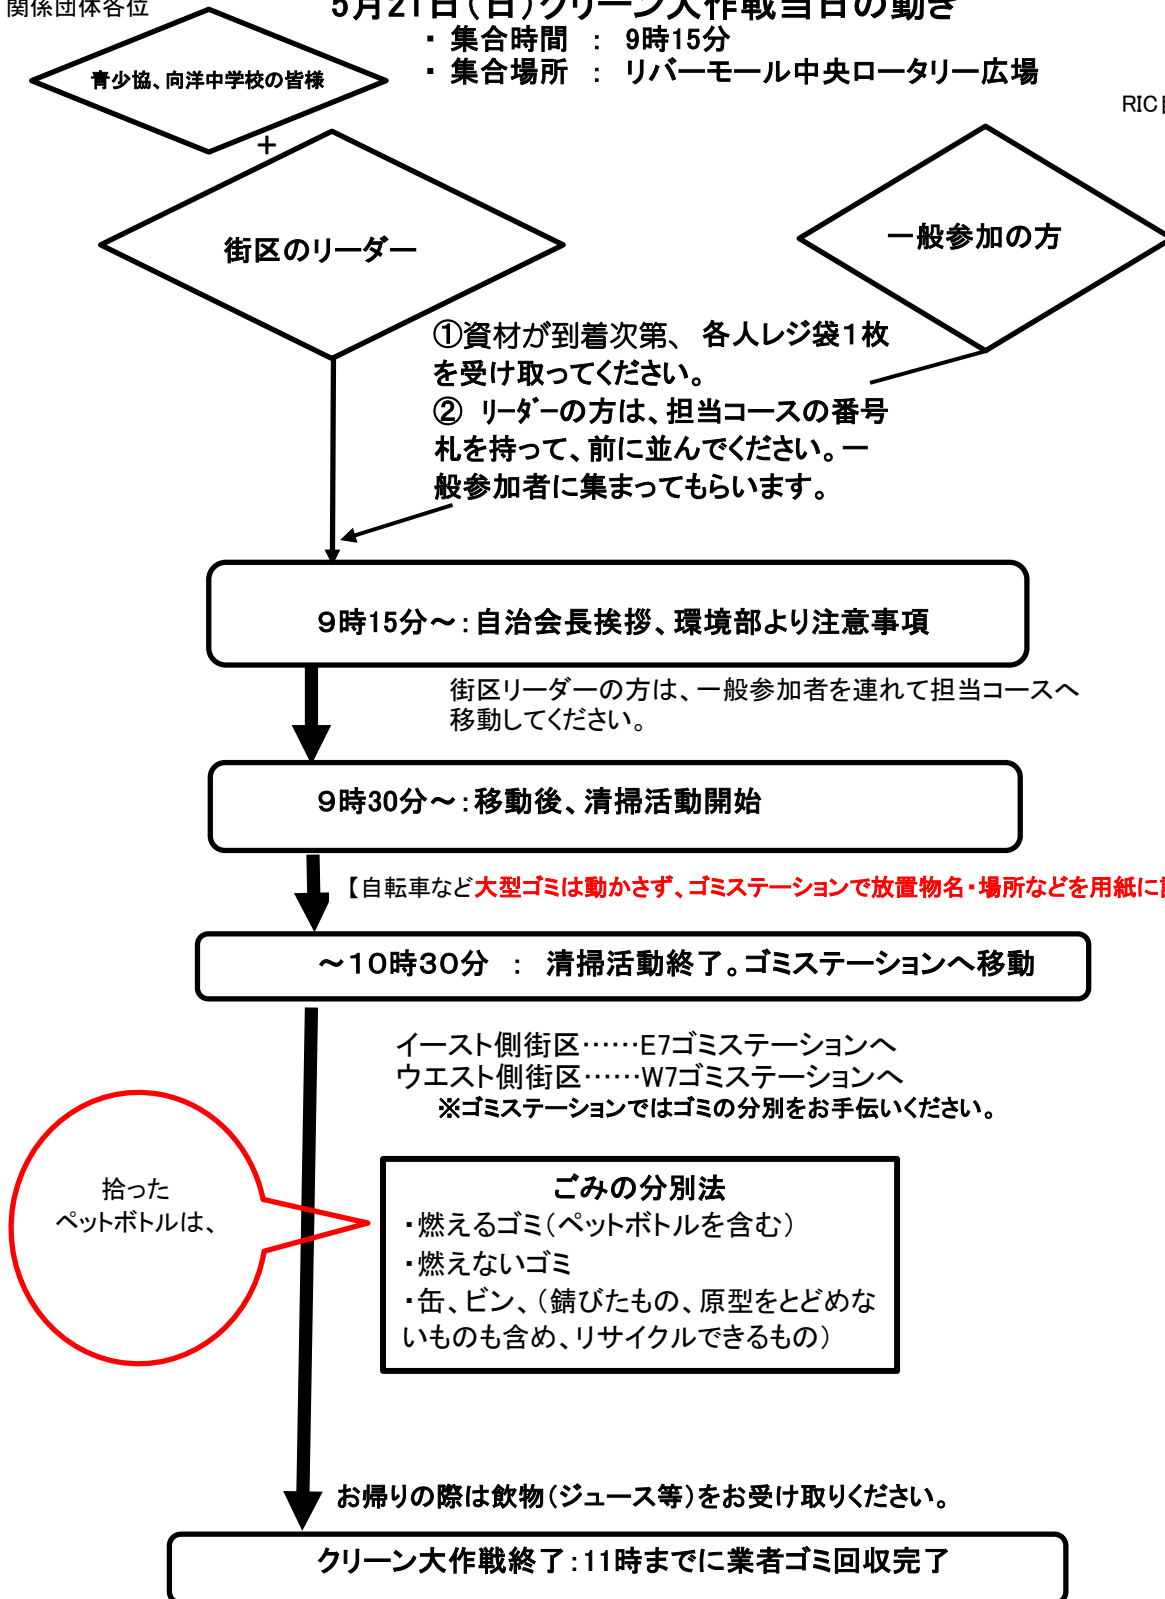 関係団体各位
5月21日(日)クリーン大作戦当日の動き
・ 集合時間 ： 9時15分
・ 集合場所 ： リバーモール中央ロータリー広場
青少協、向洋中学校の皆様
RIC
＋
街区のリーダー
一般参加の方
①資材が到着次第、 各人レジ袋１枚
を受け取ってください。
② ﾘｰﾀﾞｰの方は、担当コースの番号
札を持って、前に並んでください。一
般参加者に集まってもらいます。
９時15分～：自治会長挨拶、環境部より注意事項
街区リーダーの方は、一般参加者を連れて担当コースへ
移動してください。
９時30分～：移動後、清掃活動開始
【自転車など大型ゴミは動かさず、ゴミステーションで放置物名・場所などを用紙に
～１０時３０分 ： 清掃活動終了。ゴミステーションへ移動
イースト側街区……E7ゴミステーションへ
ウエスト側街区……W7ゴミステーションへ
※ゴミステーションではゴミの分別をお手伝いください。
拾った
ペットボトルは、
ごみの分別法
・燃えるゴミ（ペットボトルを含む）
・燃えないゴミ
・缶、ビン、（錆びたもの、原型をとどめな
いものも含め、リサイクルできるもの）
お帰りの際は飲物（ジュース等）をお受け取りください。
クリーン大作戦終了：11時までに業者ゴミ回収完了